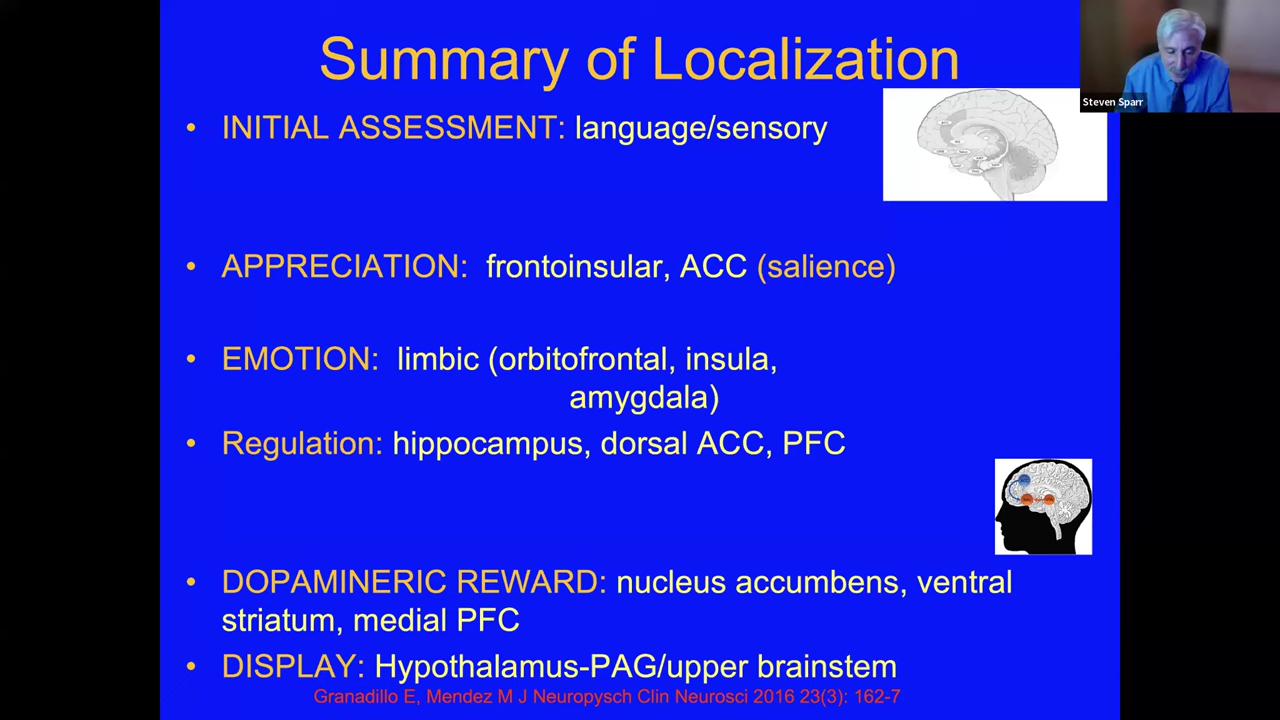 Summary of Localization
Steven Sparr
• INITIAL ASSESSMENT: language/sensory
• APPRECIATION: frontoinsular, ACC (salience)
• EMOTION: limbic (orbitofrontal, insula,
amygdala)
• Regulation: hippocampus, dorsal ACC, PFC
• DOPAMINERIC REWARD: nucleus accumbens, ventral
striatum, medial PFC
• DISPLAY: Hypothalamus-PAG/upper brainstem
Granadillo E, Mendez M J Neuropysch Clin Neurosci 2016 23(3): 162-7